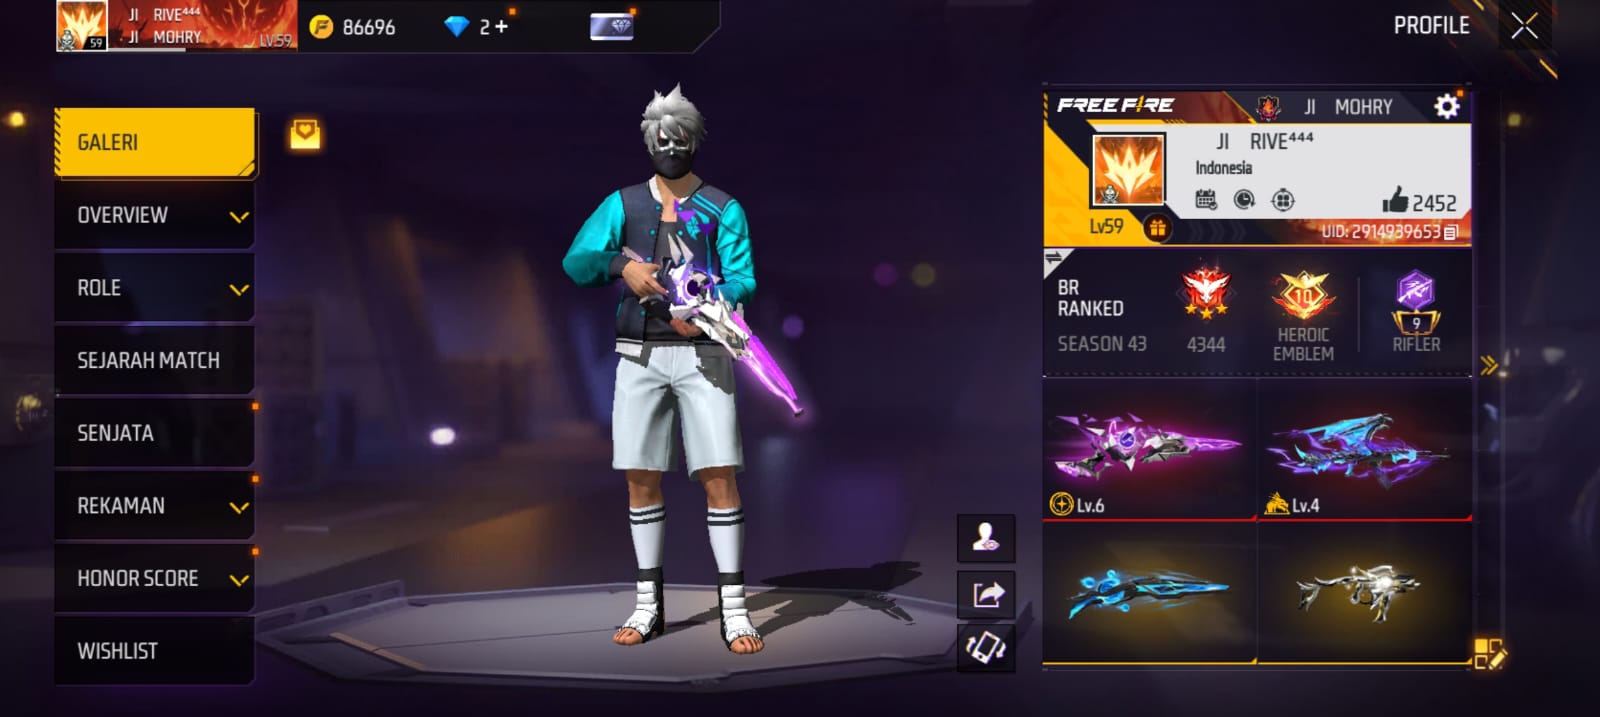 JI RIVE⁴⁴⁴
JI MOHRY
59
LV.59
86696
2+
PROFILE
GALERI
OVERVIEW
ROLE
SEJARAH MATCH
SENJATA
REKAMAN
HONOR SCORE
WISHLIST
FREE FIRE
JI MOHRY
JI RIVE⁴⁴⁴
Indonesia
2452
Lv59
UID: 2914939653
BR
RANKED
SEASON 43
4344
10
HEROIC
EMBLEM
9
RIFLER
Lv.6
Lv.4